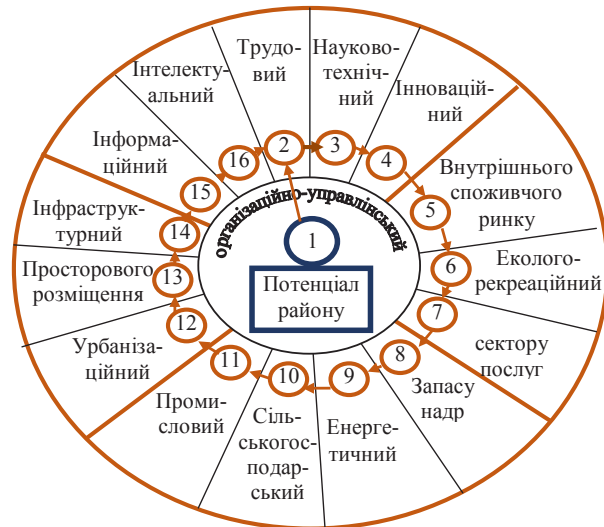 Трудо-
вий
2
Науково-
техніч-
ний
3
Інновацій-
ний
4
Внутрішнього
споживчого
ринку
5
Еколого-
рекреаційний
6
сектору
послуг
7
Запасу
надр
8
Енерге-
тичний
9
Сіль-
ськогос-
подар-
ський
10
Проми-
словий
11
Урбаніза-
ційний
12
Просторового
розміщення
13
Інфраструк-
турний
14
Інформа-
ційний
15
Інтелекту-
альний
16
організаційно-управлінський
1
Потенціал
району